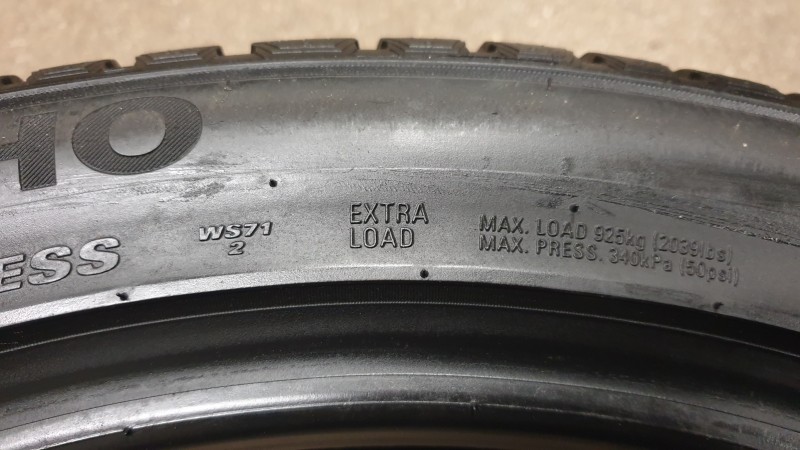 HO
ESS
WS71
2
EXTRA
LOAD
MAX. LOAD 925kg (2039lbs)
MAX. PRESS. 340kPa (50psi)